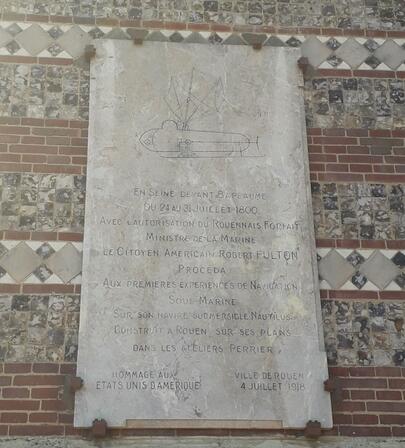 EN SEINE DEVANT BAPEAUME
DU 24 AU 31 JUILLET 1800
AVEC L'AUTORISATION DU ROUENNAIS FORFAIT
MINISTRE DE LA MARINE
LE CITOYEN AMERICAIN ROBERT FULTON
PROCEDA
AUX PREMIERES EXPERIENCES DE NAVIGATION
SOUS-MARINE
SUR SON NAVIRE SUBMERSIBLE NAUTILUS
CONSTRUIT A ROUEN SUR SES PLANS
DANS LES ATELIERS PERRIER
HOMMAGE AUX VILLE DE ROUEN
ETATS UNIS D'AMERIQUE 4 JUILLET 1918